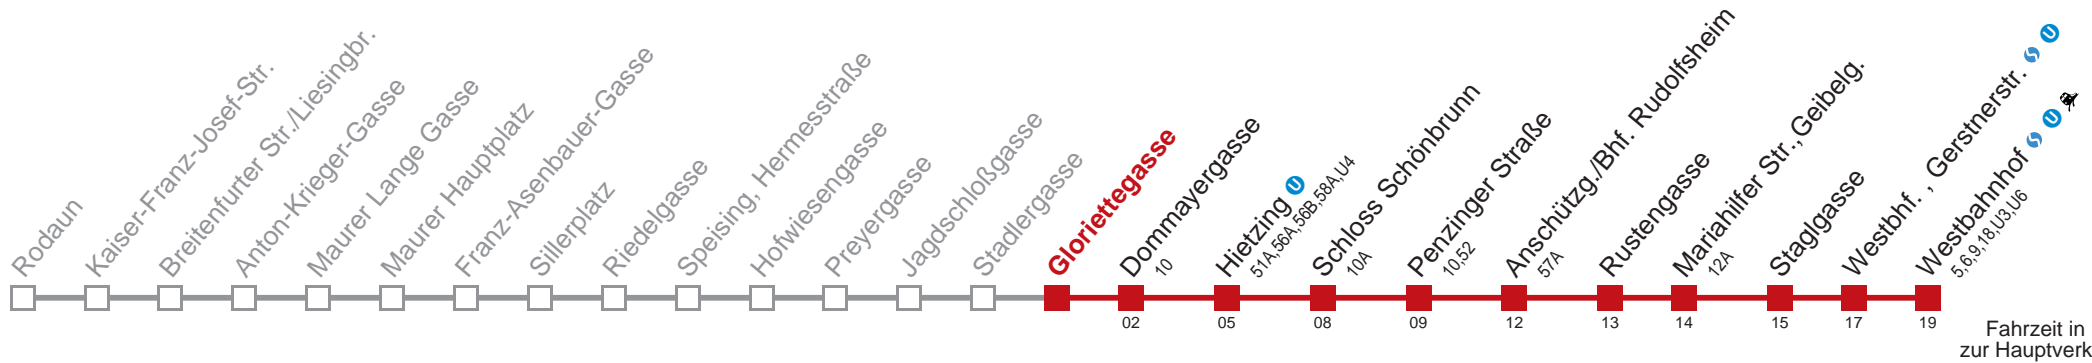 Rodaun
Kaiser-Franz-Josef-Str.
Breitenfurter Str./Liesingbr.
Anton-Krieger-Gasse
Maurer Lange Gasse
Maurer Hauptplatz
Franz-Asenbauer-Gasse
Sillerplatz
Riedelgasse
Speising, Hermesstraße
Hofwiesengasse
Preyergasse
Jagdschloßgasse
Stadlergasse
Gloriettegasse
Dommayergasse
10
02
Hietzing U
51A,56A,56B,58A,U4
05
Schloss Schönbrunn
10A
08
Penzinger Straße
10,52
09
Anschützg./Bhf. Rudolfsheim
57A
12
Rustengasse
13
Mariahilfer Str., Geibelg.
12A
14
Staglgasse
15
Westbhf. , Gerstnerstr. S U
17
Westbahnhof S U
5,6,9,18,U3,U6
19
Fahrzeit in
zur Hauptverk